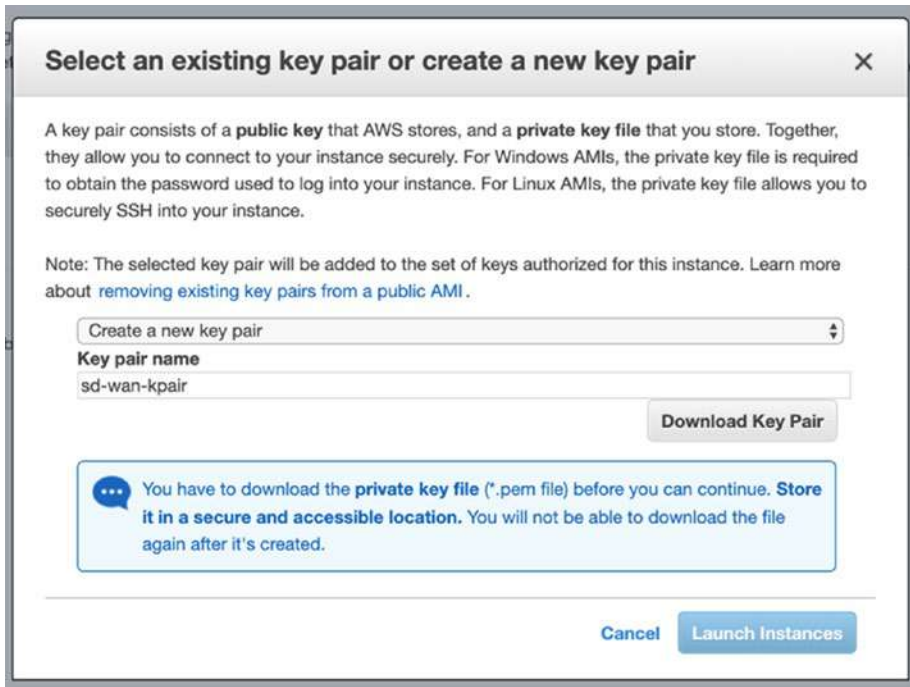 Select an existing key pair or create a new key pair
A key pair consists of a public key that AWS stores, and a private key file that you store. Together,
they allow you to connect to your instance securely. For Windows AMIs, the private key file is required
to obtain the password used to log into your instance. For Linux AMIs, the private key file allows you to
securely SSH into your instance.
Note: The selected key pair will be added to the set of keys authorized for this instance. Learn more
about removing existing key pairs from a public AMI.
Create a new key pair
Key pair name
sd-wan-kpair
Download Key Pair
You have to download the private key file (*.pem file) before you can continue. Store
it in a secure and accessible location. You will not be able to download the file
again after it's created.
Cancel
Launch Instances